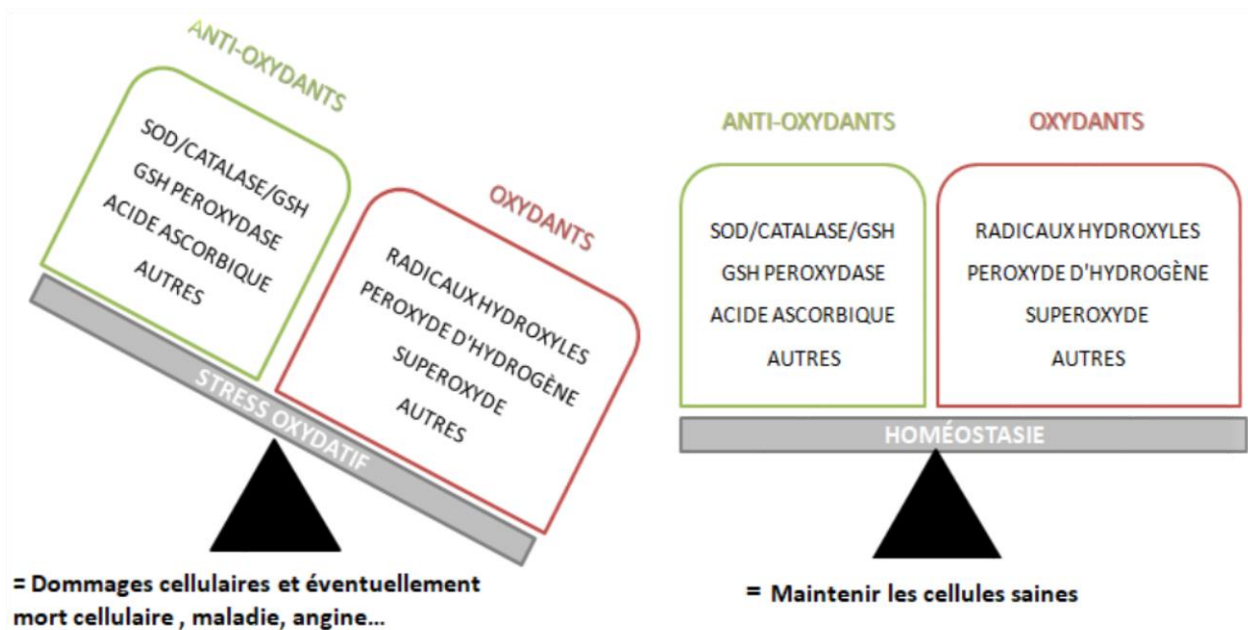 ANTI-OXYDANTS
SOD/CATALASE/GSH
GSH PEROXYDASE
ACIDE ASCORBIQUE
AUTRES
OXYDANTS
RADICAUX HYDROXYLES
PEROXYDE D'HYDROGÈNE
SUPEROXYDE
AUTRES
STRESS OXYDATIF
= Dommages cellulaires et éventuellement
mort cellulaire , maladie, angine...
ANTI-OXYDANTS
SOD/CATALASE/GSH
GSH PEROXYDASE
ACIDE ASCORBIQUE
AUTRES
OXYDANTS
RADICAUX HYDROXYLES
PEROXYDE D'HYDROGÈNE
SUPEROXYDE
AUTRES
HOMÉOSTASIE
= Maintenir les cellules saines